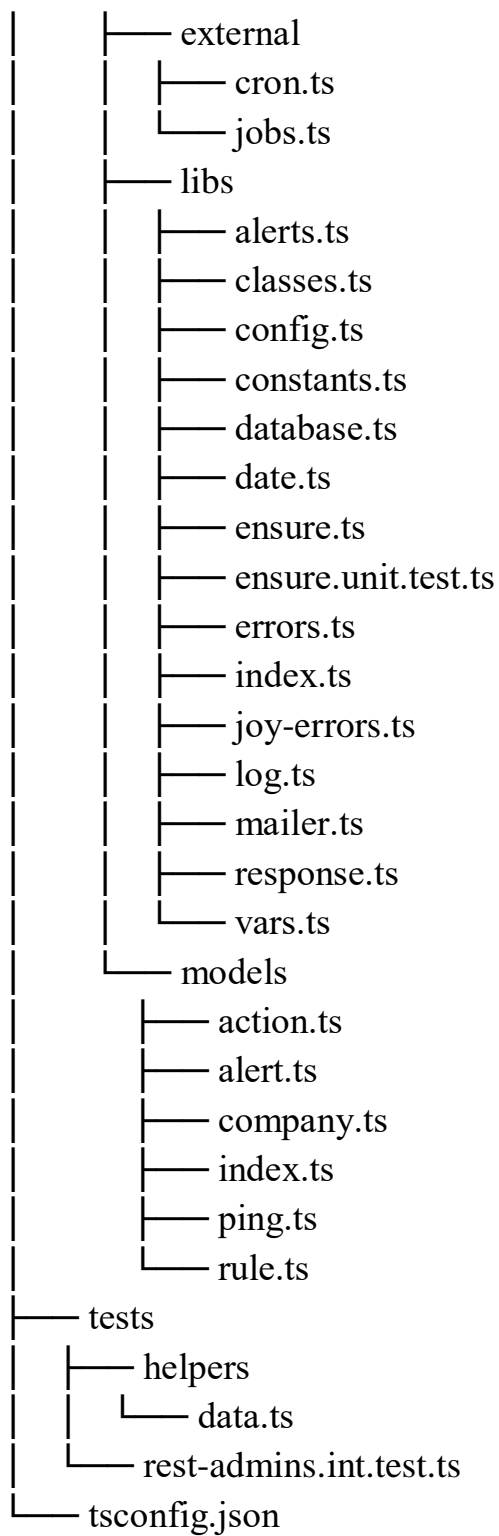 │ ├── external
│ │ ├── cron.ts
│ │ └── jobs.ts
│ ├── libs
│ │ ├── alerts.ts
│ │ ├── classes.ts
│ │ ├── config.ts
│ │ ├── constants.ts
│ │ ├── database.ts
│ │ ├── date.ts
│ │ ├── ensure.ts
│ │ ├── ensure.unit.test.ts
│ │ ├── errors.ts
│ │ ├── index.ts
│ │ ├── joy-errors.ts
│ │ ├── log.ts
│ │ ├── mailer.ts
│ │ ├── response.ts
│ │ └── vars.ts
│ └── models
│ ├── action.ts
│ ├── alert.ts
│ ├── company.ts
│ ├── index.ts
│ ├── ping.ts
│ └── rule.ts
├── tests
│ ├── helpers
│ │ └── data.ts
│ └── rest-admins.int.test.ts
└── tsconfig.json